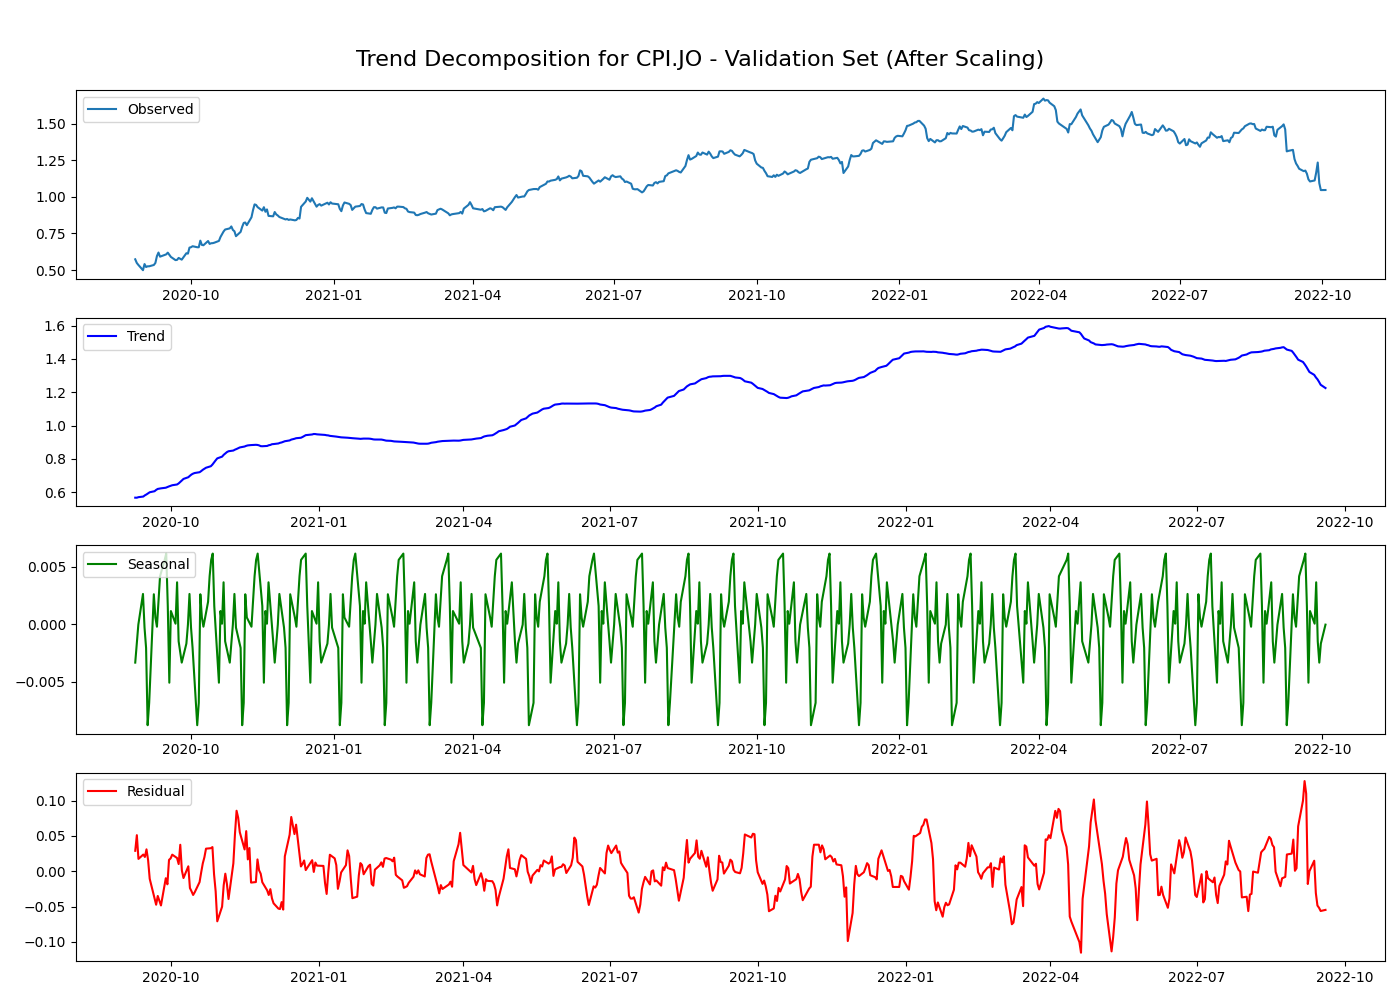 Trend Decomposition for CPI.JO - Validation Set (After Scaling)
Observed
1.50
1.25
1.00
0.75
0.50
2020-10 2021-01 2021-04 2021-07 2021-10 2022-01 2022-04 2022-07 2022-10
Trend
1.6
1.4
1.2
1.0
0.8
0.6
2020-10 2021-01 2021-04 2021-07 2021-10 2022-01 2022-04 2022-07 2022-10
Seasonal
0.005
0.000
−0.005
2020-10 2021-01 2021-04 2021-07 2021-10 2022-01 2022-04 2022-07 2022-10
Residual
0.10
0.05
0.00
−0.05
−0.10
2020-10 2021-01 2021-04 2021-07 2021-10 2022-01 2022-04 2022-07 2022-10